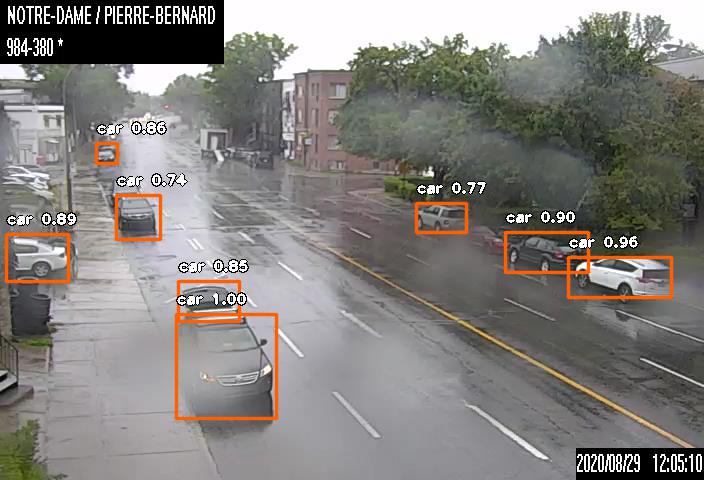 NOTRE-DAME / PIERRE-BERNARD
984-380 *
car 0.86
car 0.74
car 0.77
car 0.89
car 0.90
car 0.96
car 0.85
car 1.00
2020/08/29 12:05:10